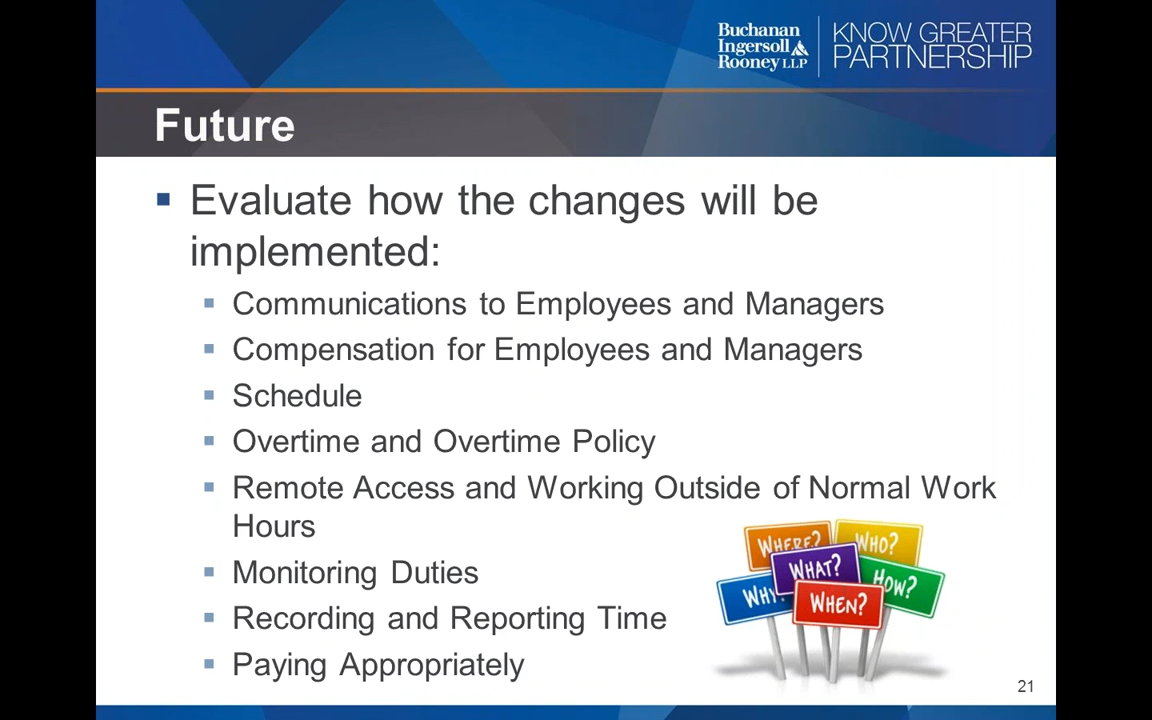 Buchanan
Ingersoll
Rooney LLP
KNOW GREATER
PARTNERSHIP
Future
Evaluate how the changes will be
implemented:
Communications to Employees and Managers
Compensation for Employees and Managers
Schedule
Overtime and Overtime Policy
Remote Access and Working Outside of Normal Work
Hours
Monitoring Duties
Recording and Reporting Time
Paying Appropriately
WHERE?
WHO?
WHAT?
HOW?
WHY?
WHEN?
21